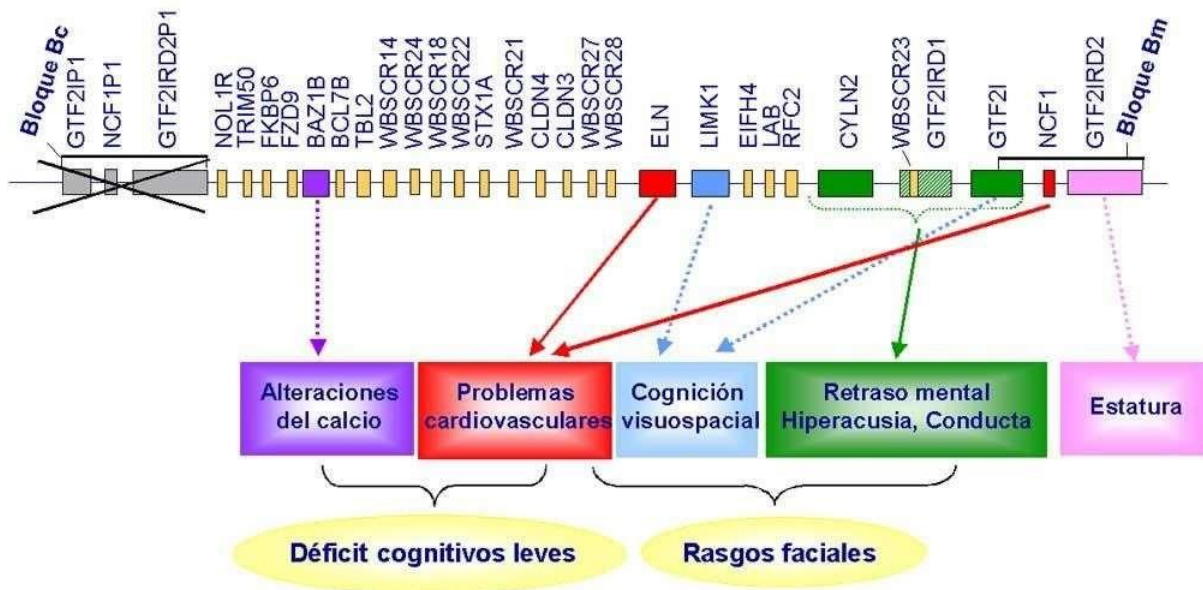 Bloque Bc
GTF2IP1
NCF1P1
GTF2IRD2P1
NOL1R
TRIM50
FKBP6
FZD9
BAZ1B
BCL7B
TBL2
WBSCR14
WBSCR24
WBSCR18
WBSCR22
STX1A
WBSCR21
CLDN4
CLDN3
WBSCR27
WBSCR28
ELN
LIMK1
EIFH4
LAB
RFC2
CYLN2
WBSCR23
GTF2IRD1
GTF2I
NCF1
GTF2IRD2
Bloque Bm
Alteraciones
del calcio
Problemas
cardiovasculares
Cognición
visuospacial
Retraso mental
Hiperacusia, Conducta
Estatura
Déficit cognitivos leves
Rasgos faciales